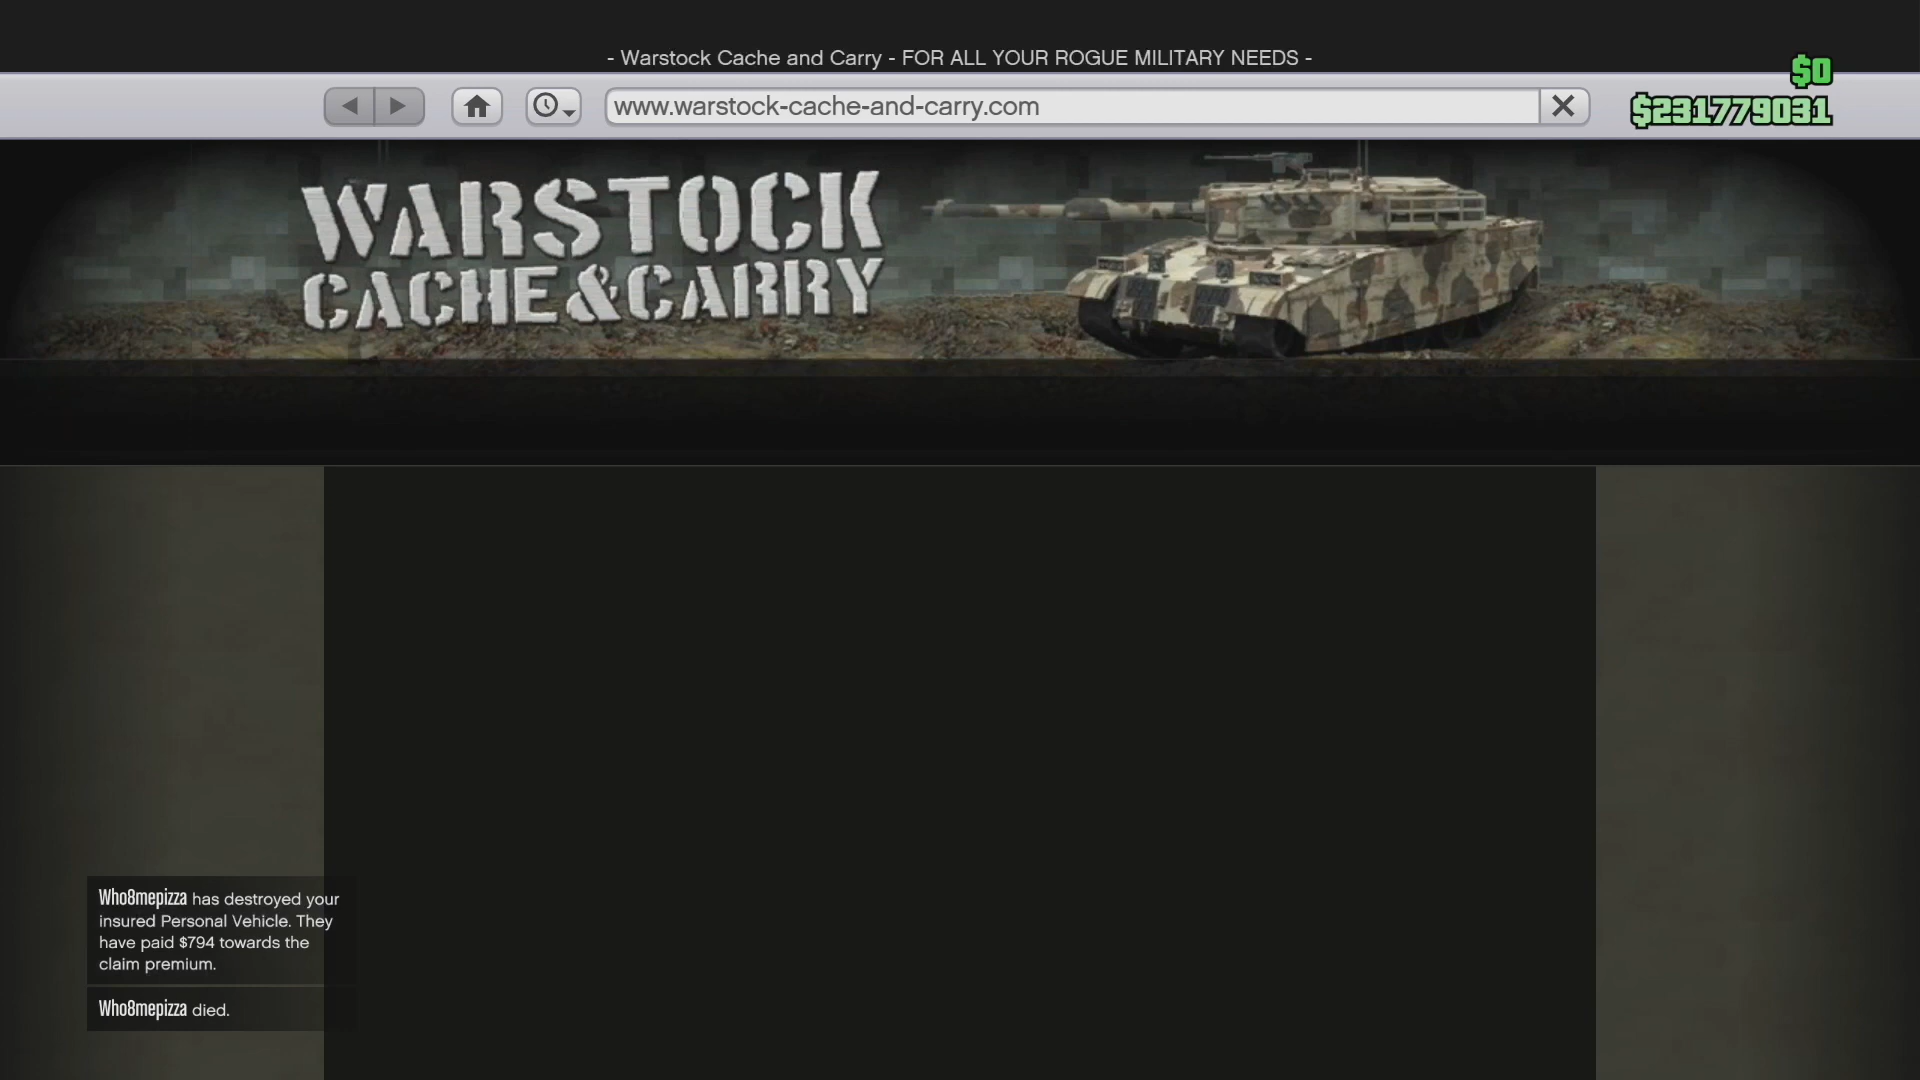 - Warstock Cache and Carry - FOR ALL YOUR ROGUE MILITARY NEEDS -
$0
www.warstock-cache-and-carry.com
$231779031
WARSTOCK
CACHE & CARRY
Who8mepizza has destroyed your
insured Personal Vehicle. They
have paid $794 towards the
claim premium.
Who8mepizza died.